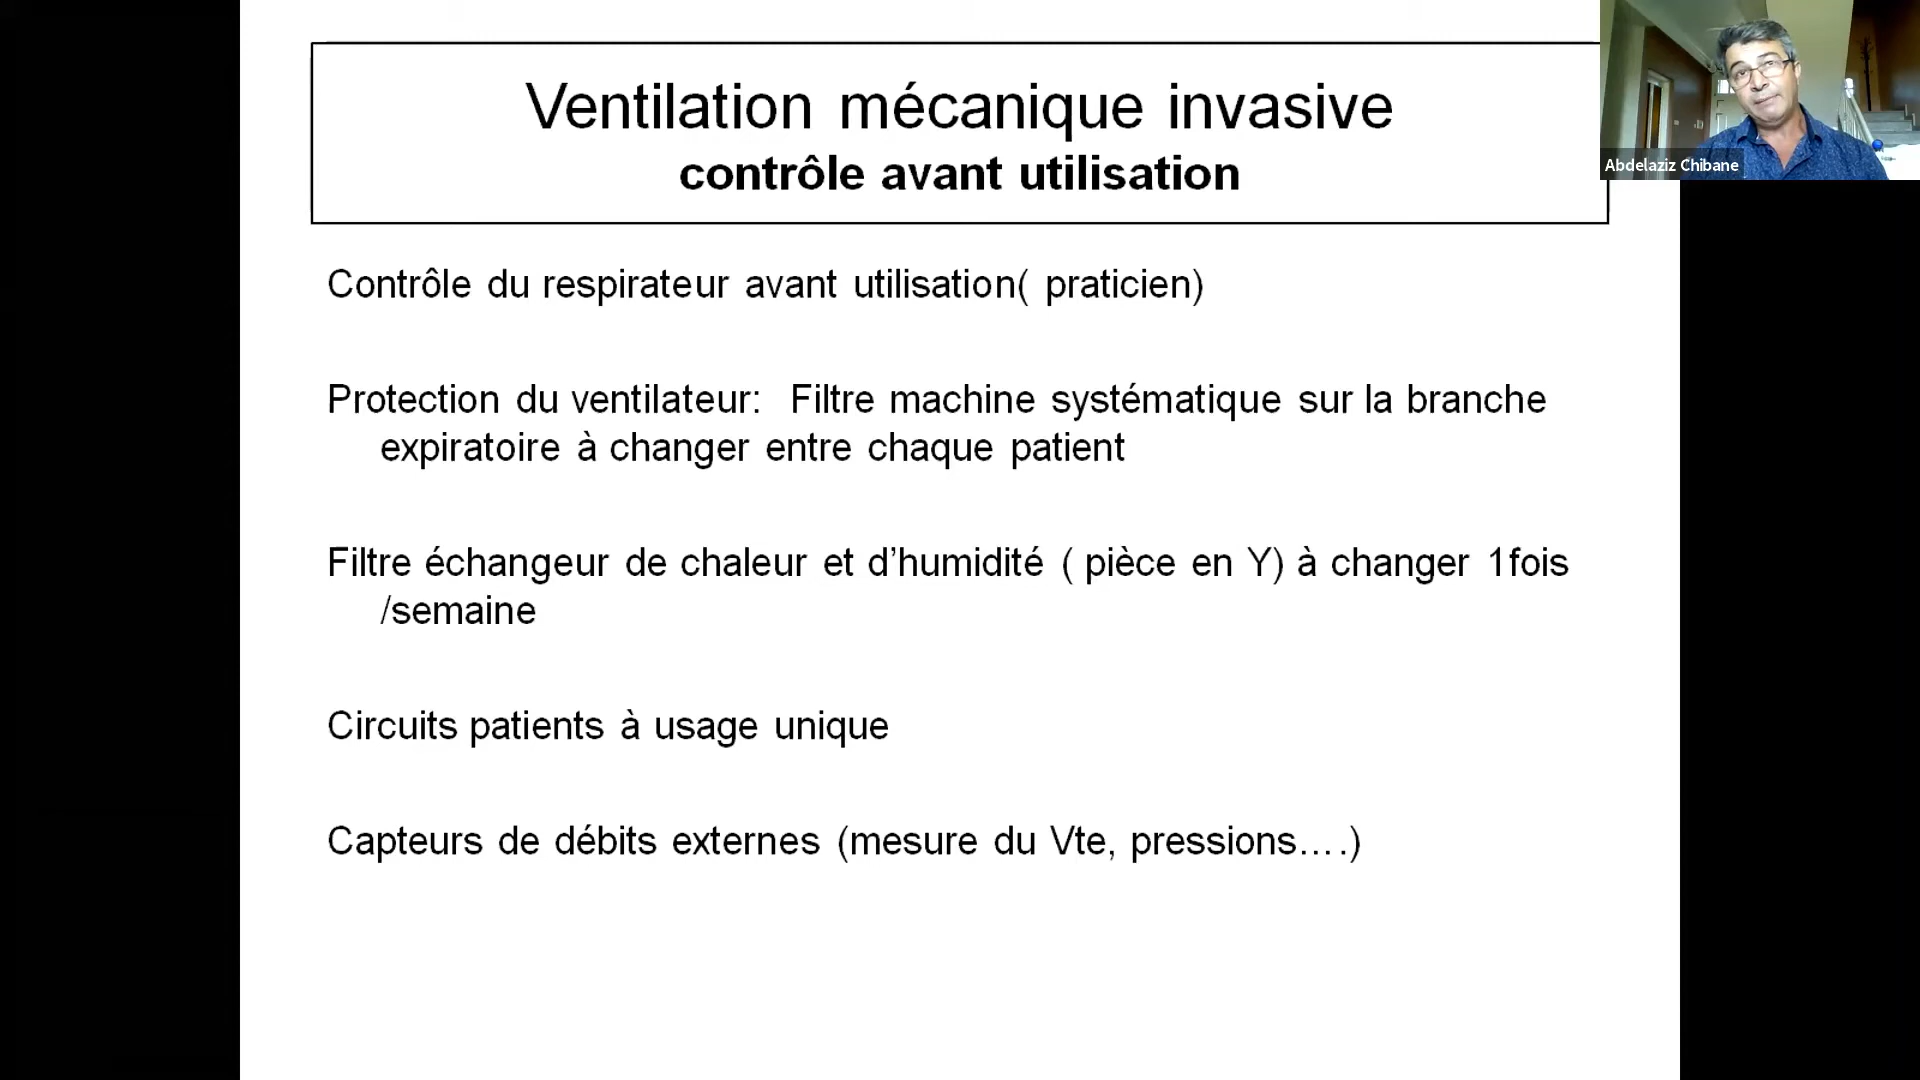 Ventilation mécanique invasive
contrôle avant utilisation
Abdelaziz Chibane
Contrôle du respirateur avant utilisation( praticien)
Protection du ventilateur: Filtre machine systématique sur la branche
expiratoire à changer entre chaque patient
Filtre échangeur de chaleur et d’humidité ( pièce en Y) à changer 1fois
/semaine
Circuits patients à usage unique
Capteurs de débits externes (mesure du Vte, pressions….)